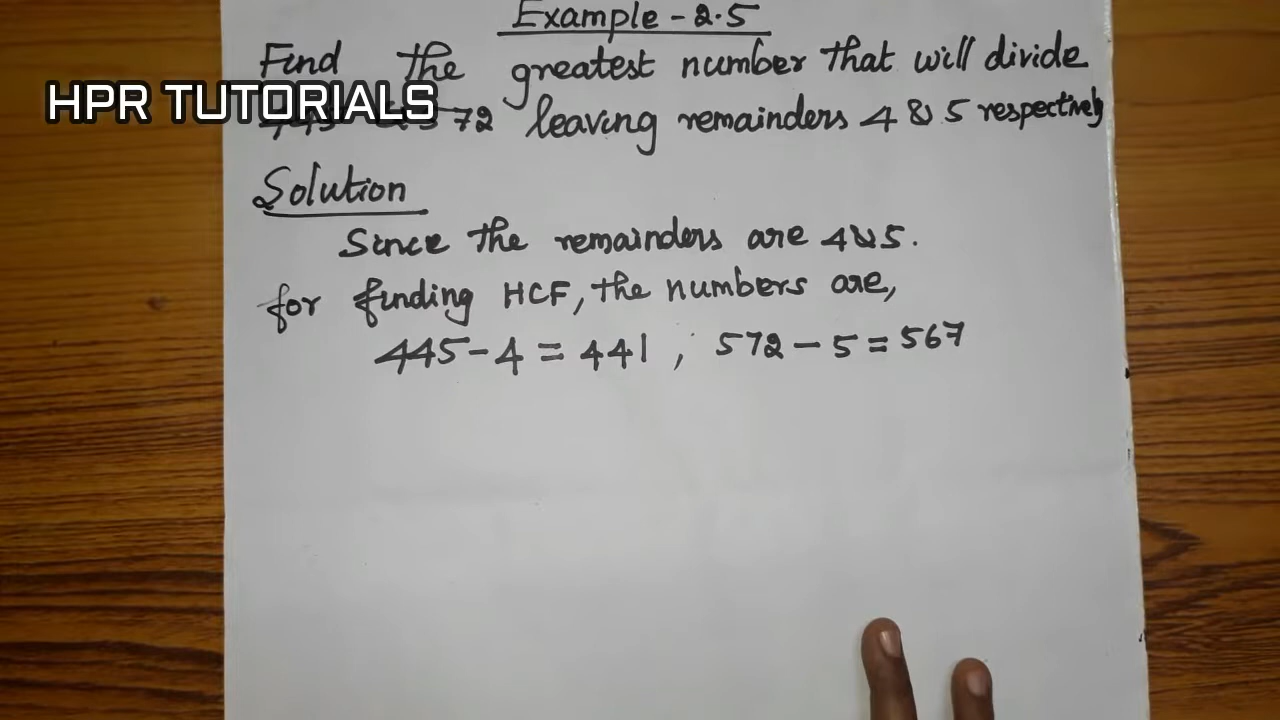 Example - 2.5
Find the greatest number that will divide
HPR TUTORIALS
445 & 572 leaving remainders 4 & 5 respectively
Solution
Since the remainders are 4 & 5.
for finding HCF, the numbers are,
445 - 4 = 441 ; 572 - 5 = 567